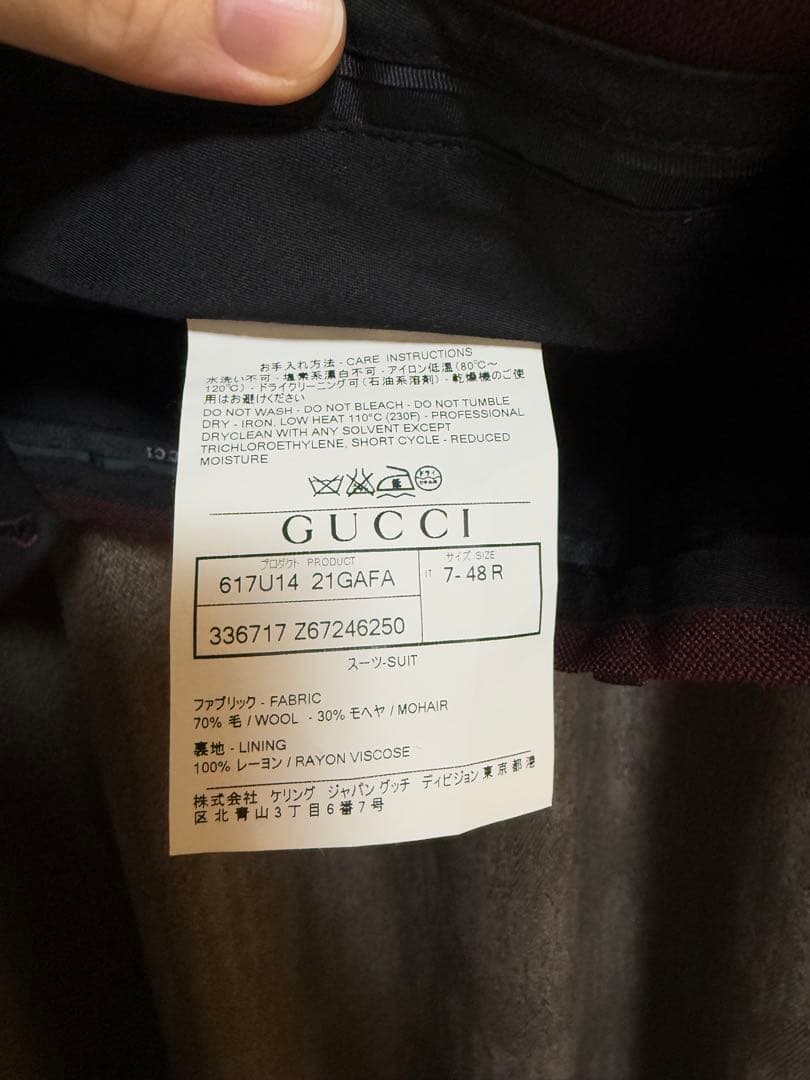 お手入れ方法 - CARE INSTRUCTIONS
水洗い不可 - 塩素系漂白不可 - アイロン低温(80℃～
120℃) - ドライクリーニング可(石油系溶剤) - 乾燥機のご使
用はお避けください
DO NOT WASH - DO NOT BLEACH - DO NOT TUMBLE
DRY - IRON, LOW HEAT 110°C (230F) - PROFESSIONAL
DRYCLEAN WITH ANY SOLVENT EXCEPT
TRICHLOROETHYLENE, SHORT CYCLE - REDUCED
MOISTURE
GUCCI
プロダクト PRODUCT
617U14 21GAFA
サイズ SIZE
IT 7- 48 R
336717 Z67246250
スーツ-SUIT
ファブリック - FABRIC
70% 毛 / WOOL - 30% モヘヤ / MOHAIR
裏地 - LINING
100% レーヨン / RAYON VISCOSE
株式会社 ケリング ジャパン グッチ ディビジョン 東京都港
区北青山3丁目6番7号